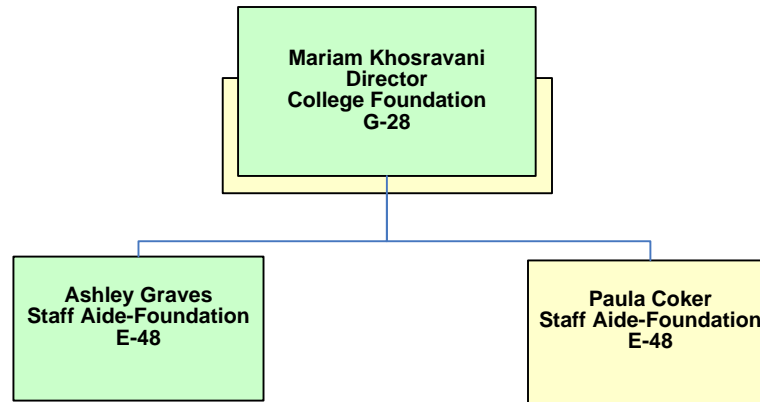 Mariam Khosravani
Director
College Foundation
G-28
Ashley Graves
Staff Aide-Foundation
E-48
Paula Coker
Staff Aide-Foundation
E-48